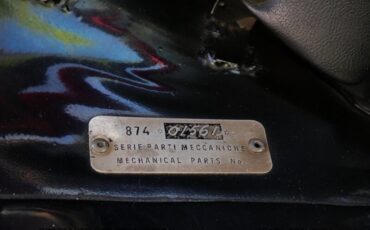 874 ◇01561◇
SERIE PARTI MECCANICHE
MECHANICAL PARTS No.